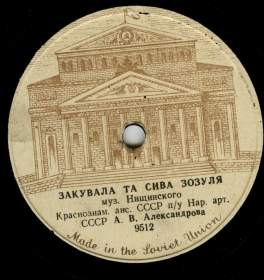 ЗАКУВАЛА ТА СИВА ЗОЗУЛЯ
муз. Нищинского
Краснознам. анс. СССР п/у Нар. арт.
СССР А. В. Александрова
9512
Made in the Soviet Union